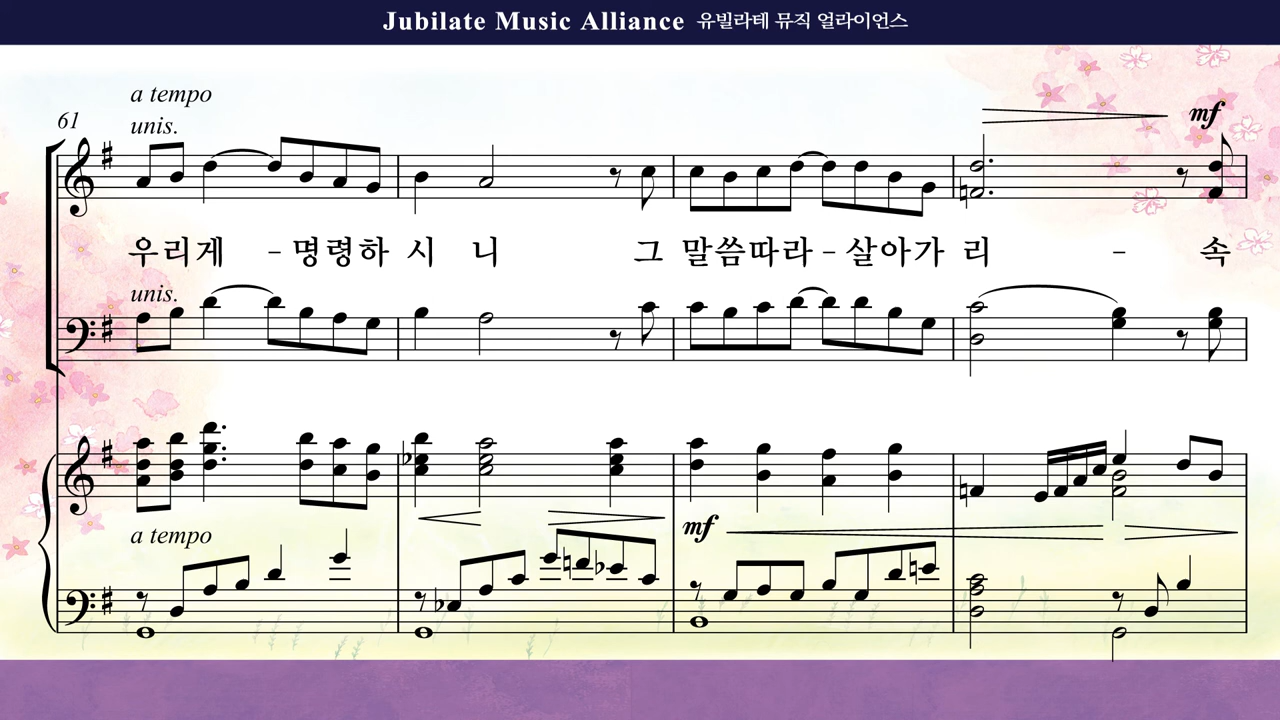 Jubilate Music Alliance 유빌라테 뮤직 얼라이언스
a tempo
61
unis.
mf
우리게 - 명령하 시 니 그 말씀따라 - 살아가 리 - 속
unis.
mf
a tempo